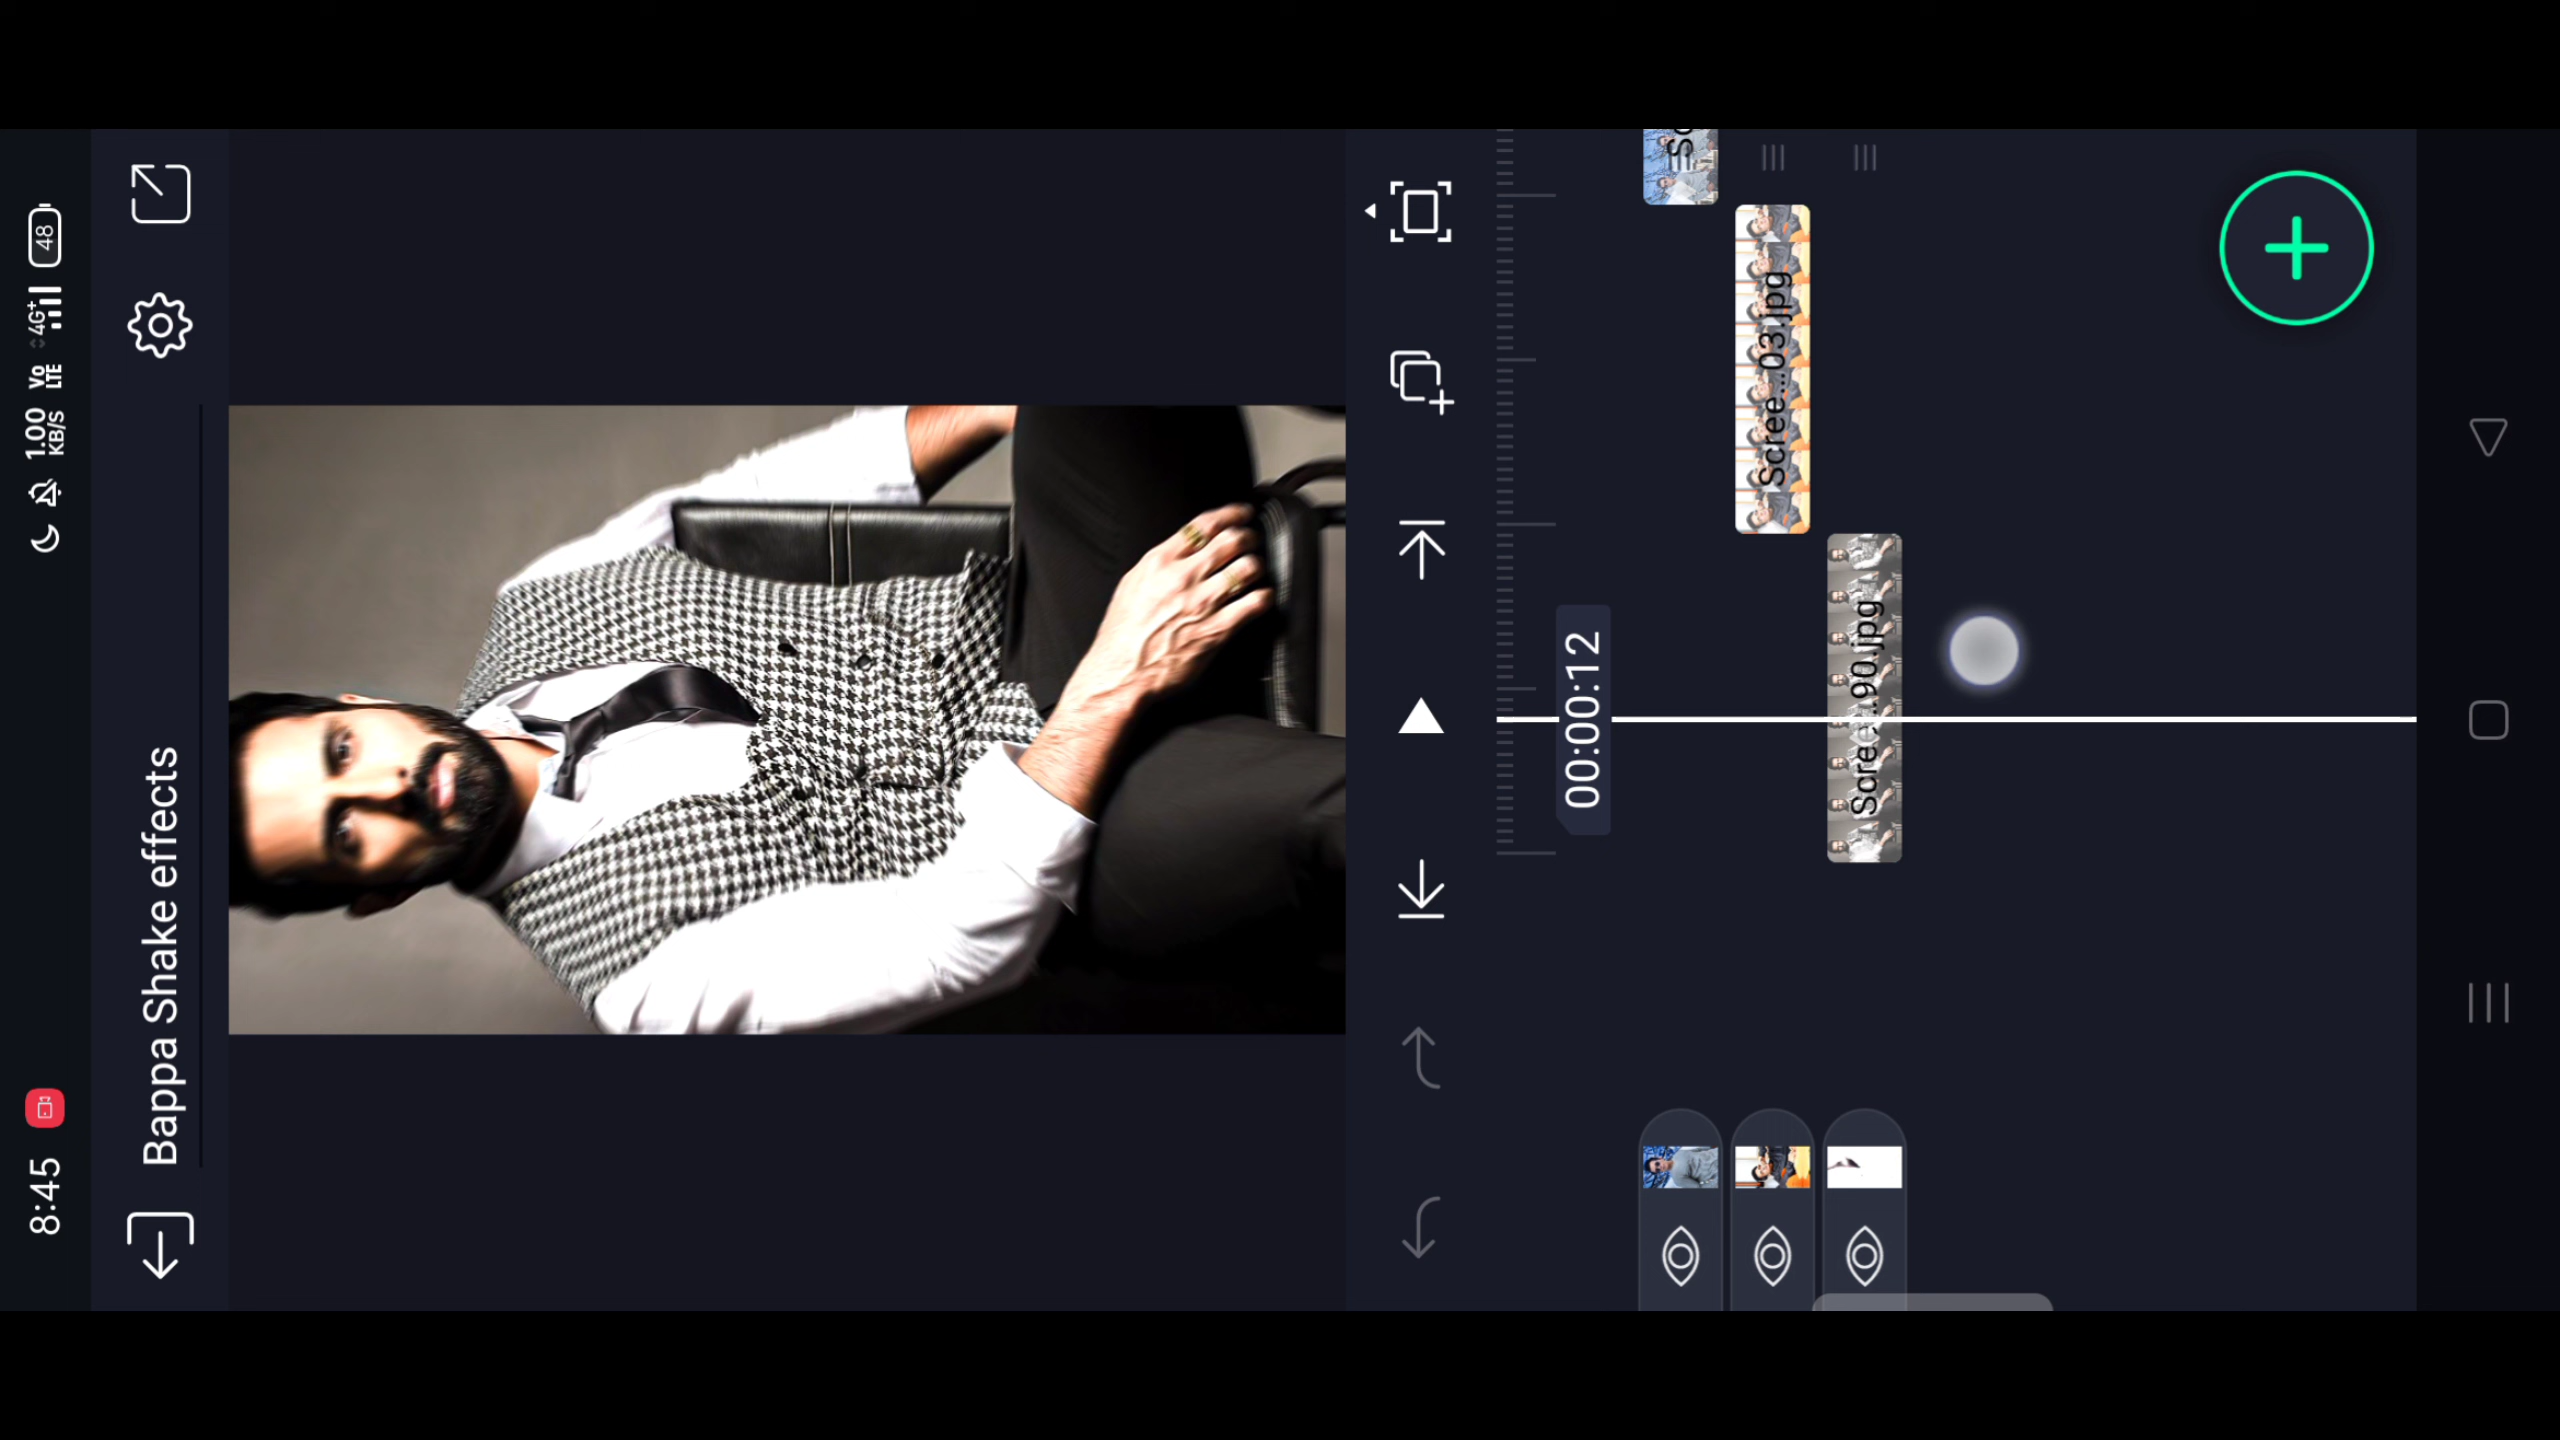 8:45
1.00
KB/S
Vo
LTE
4G+
48
Bappa Shake effects
00:00:12
Scre...90.jpg
Scree...03.jpg